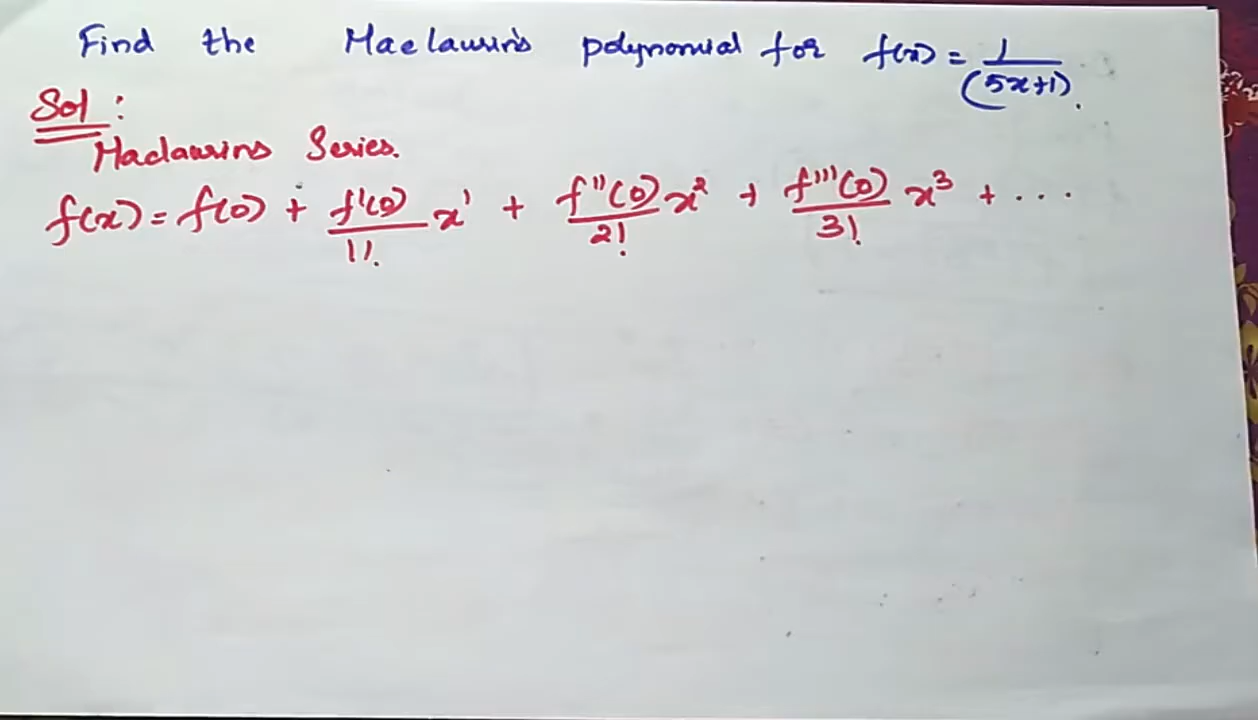 Find the Maclaurin's polynomial for f(x) = 1/(5x+1).
Sol:
Maclaurins Series.
f(x) = f(0) + f'(0)/1! x¹ + f''(0)/2! x² + f'''(0)/3! x³ + ...